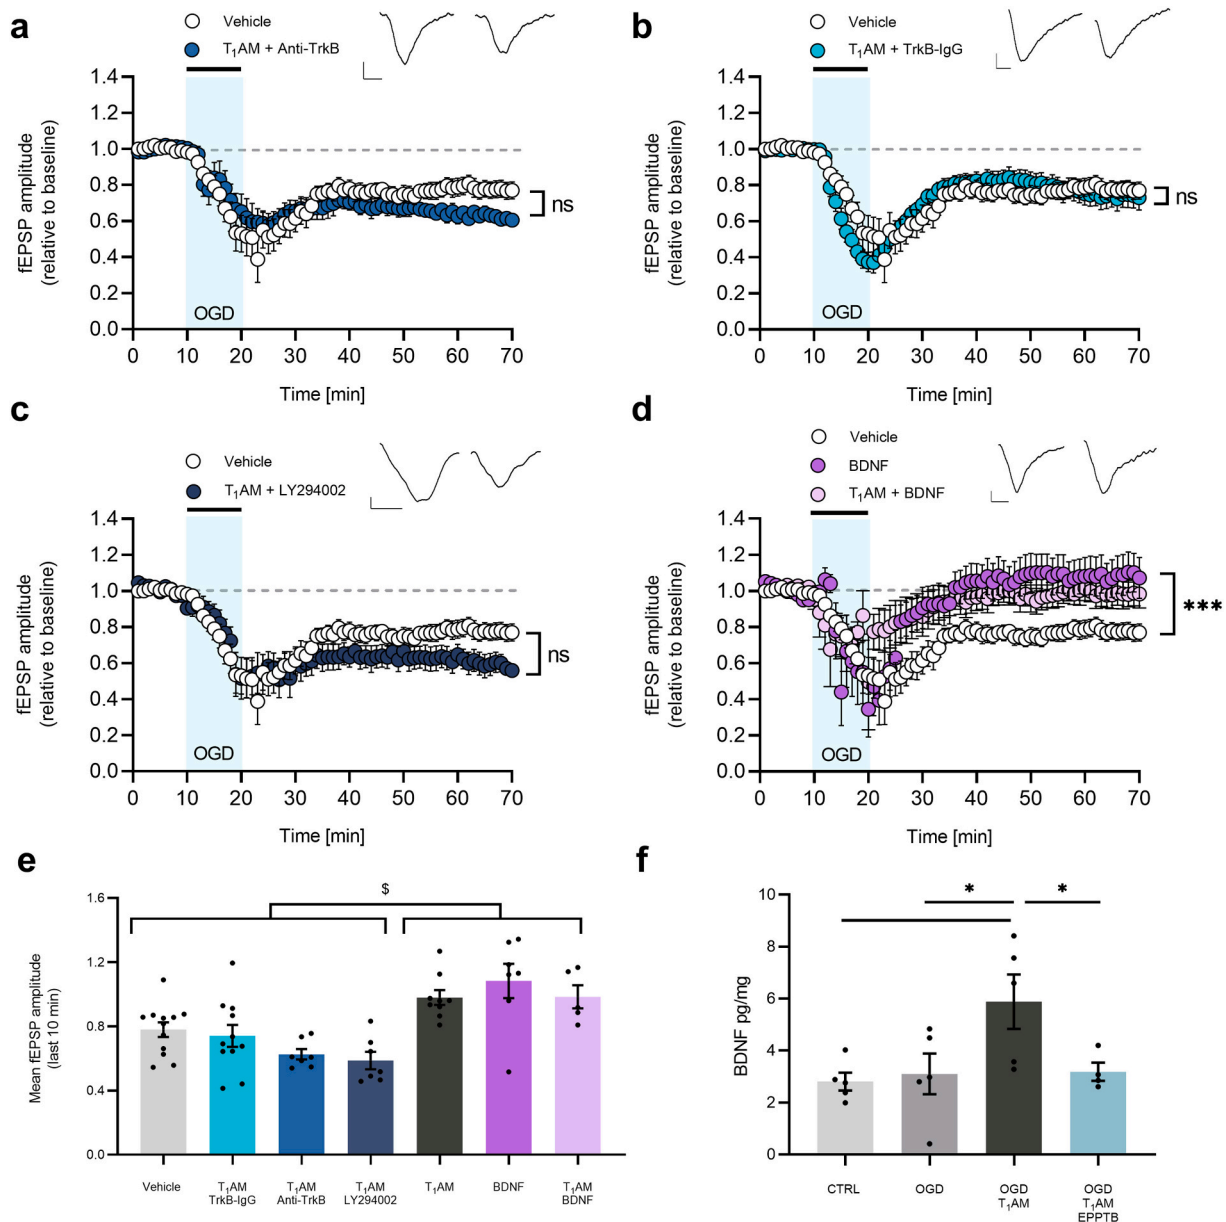 a
Vehicle
T₁AM + Anti-TrkB
1.4
1.2
1.0
0.8
0.6
0.4
0.2
0.0
fEPSP amplitude
(relative to baseline)
ns
OGD
0 10 20 30 40 50 60 70
Time [min]
b
Vehicle
T₁AM + TrkB-IgG
1.4
1.2
1.0
0.8
0.6
0.4
0.2
0.0
fEPSP amplitude
(relative to baseline)
ns
OGD
0 10 20 30 40 50 60 70
Time [min]
c
Vehicle
T₁AM + LY294002
1.4
1.2
1.0
0.8
0.6
0.4
0.2
0.0
fEPSP amplitude
(relative to baseline)
ns
OGD
0 10 20 30 40 50 60 70
Time [min]
d
Vehicle
BDNF
T₁AM + BDNF
1.4
1.2
1.0
0.8
0.6
0.4
0.2
0.0
fEPSP amplitude
(relative to baseline)
***
OGD
0 10 20 30 40 50 60 70
Time [min]
e
$
1.6
1.2
0.8
0.4
0.0
Mean fEPSP amplitude
(last 10 min)
Vehicle
T₁AM
TrkB-IgG
T₁AM
Anti-TrkB
T₁AM
LY294002
T₁AM
BDNF
T₁AM
BDNF
f
* *
10
8
6
4
2
0
BDNF pg/mg
CTRL
OGD
OGD
T₁AM
OGD
T₁AM
EPPTB